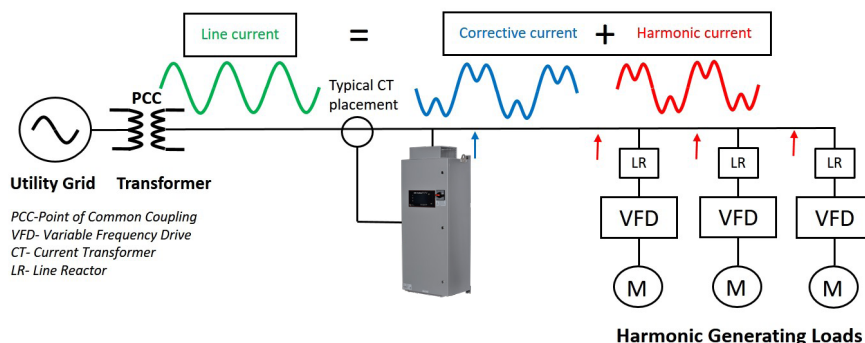 Line current
=
Corrective current + Harmonic current
Typical CT
placement
PCC
LR
LR
LR
Utility Grid
Transformer
VFD
VFD
VFD
PCC-Point of Common Coupling
VFD- Variable Frequency Drive
CT- Current Transformer
LR- Line Reactor
M
M
M
Harmonic Generating Loads